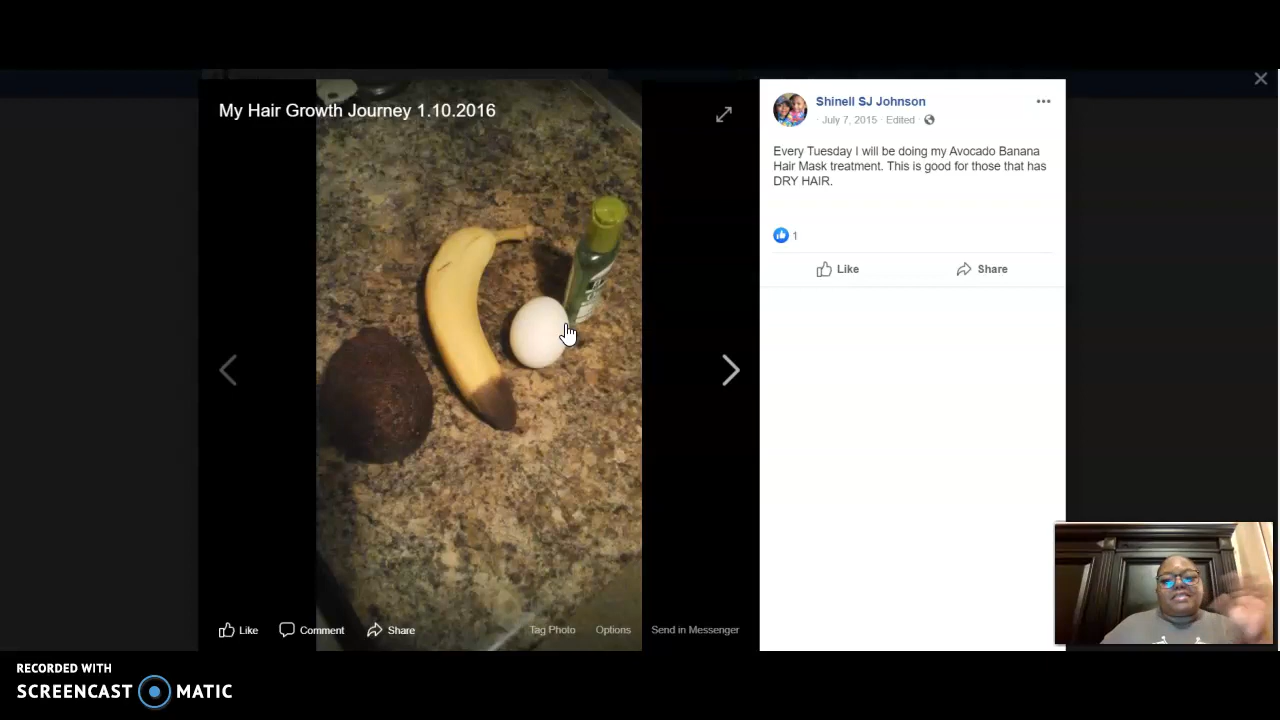 My Hair Growth Journey 1.10.2016
Shinell SJ Johnson
July 7, 2015 · Edited ·
Every Tuesday I will be doing my Avocado Banana
Hair Mask treatment. This is good for those that has
DRY HAIR.
1
Like Share
Like Comment Share Tag Photo Options Send in Messenger
RECORDED WITH
SCREENCAST MATIC